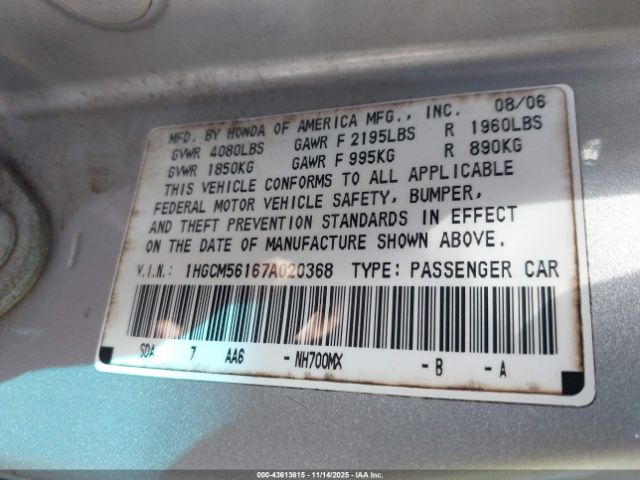 MFD. BY HONDA OF AMERICA MFG., INC. 08/06
GVWR 4080LBS GAWR F 2195LBS R 1960LBS
GVWR 1850KG GAWR F 995KG R 890KG
THIS VEHICLE CONFORMS TO ALL APPLICABLE
FEDERAL MOTOR VEHICLE SAFETY, BUMPER,
AND THEFT PREVENTION STANDARDS IN EFFECT
ON THE DATE OF MANUFACTURE SHOWN ABOVE.
V.I.N.: 1HGCM56167A020368 TYPE: PASSENGER CAR
SDA 7 AA6 - NH700MX - B - A
000-43613615 - 11/14/2025 - IAA Inc.